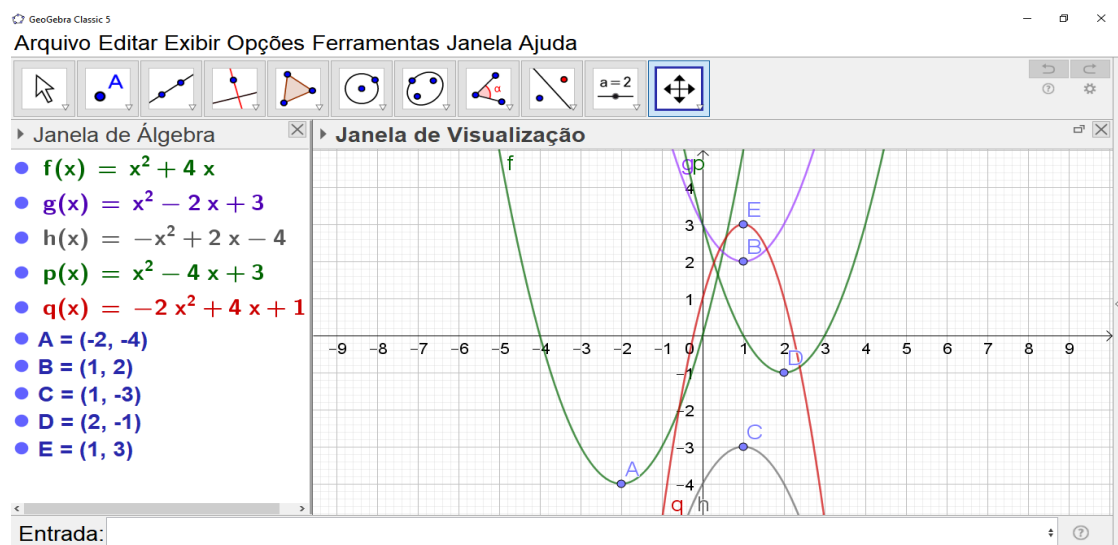 GeoGebra Classic 5
Arquivo Editar Exibir Opções Ferramentas Janela Ajuda
A
α
a=2
Janela de Álgebra
Janela de Visualização
f(x) = x² + 4 x
g(x) = x² − 2 x + 3
h(x) = −x² + 2 x − 4
p(x) = x² − 4 x + 3
q(x) = −2 x² + 4 x + 1
A = (-2, -4)
B = (1, 2)
C = (1, -3)
D = (2, -1)
E = (1, 3)
f
g p
4
E
3
B
2
1
−9 −8 −7 −6 −5 −4 −3 −2 −1 0 1 2 3 4 5 6 7 8 9
D
−1
−2
C
−3
A
−4
q h
Entrada: